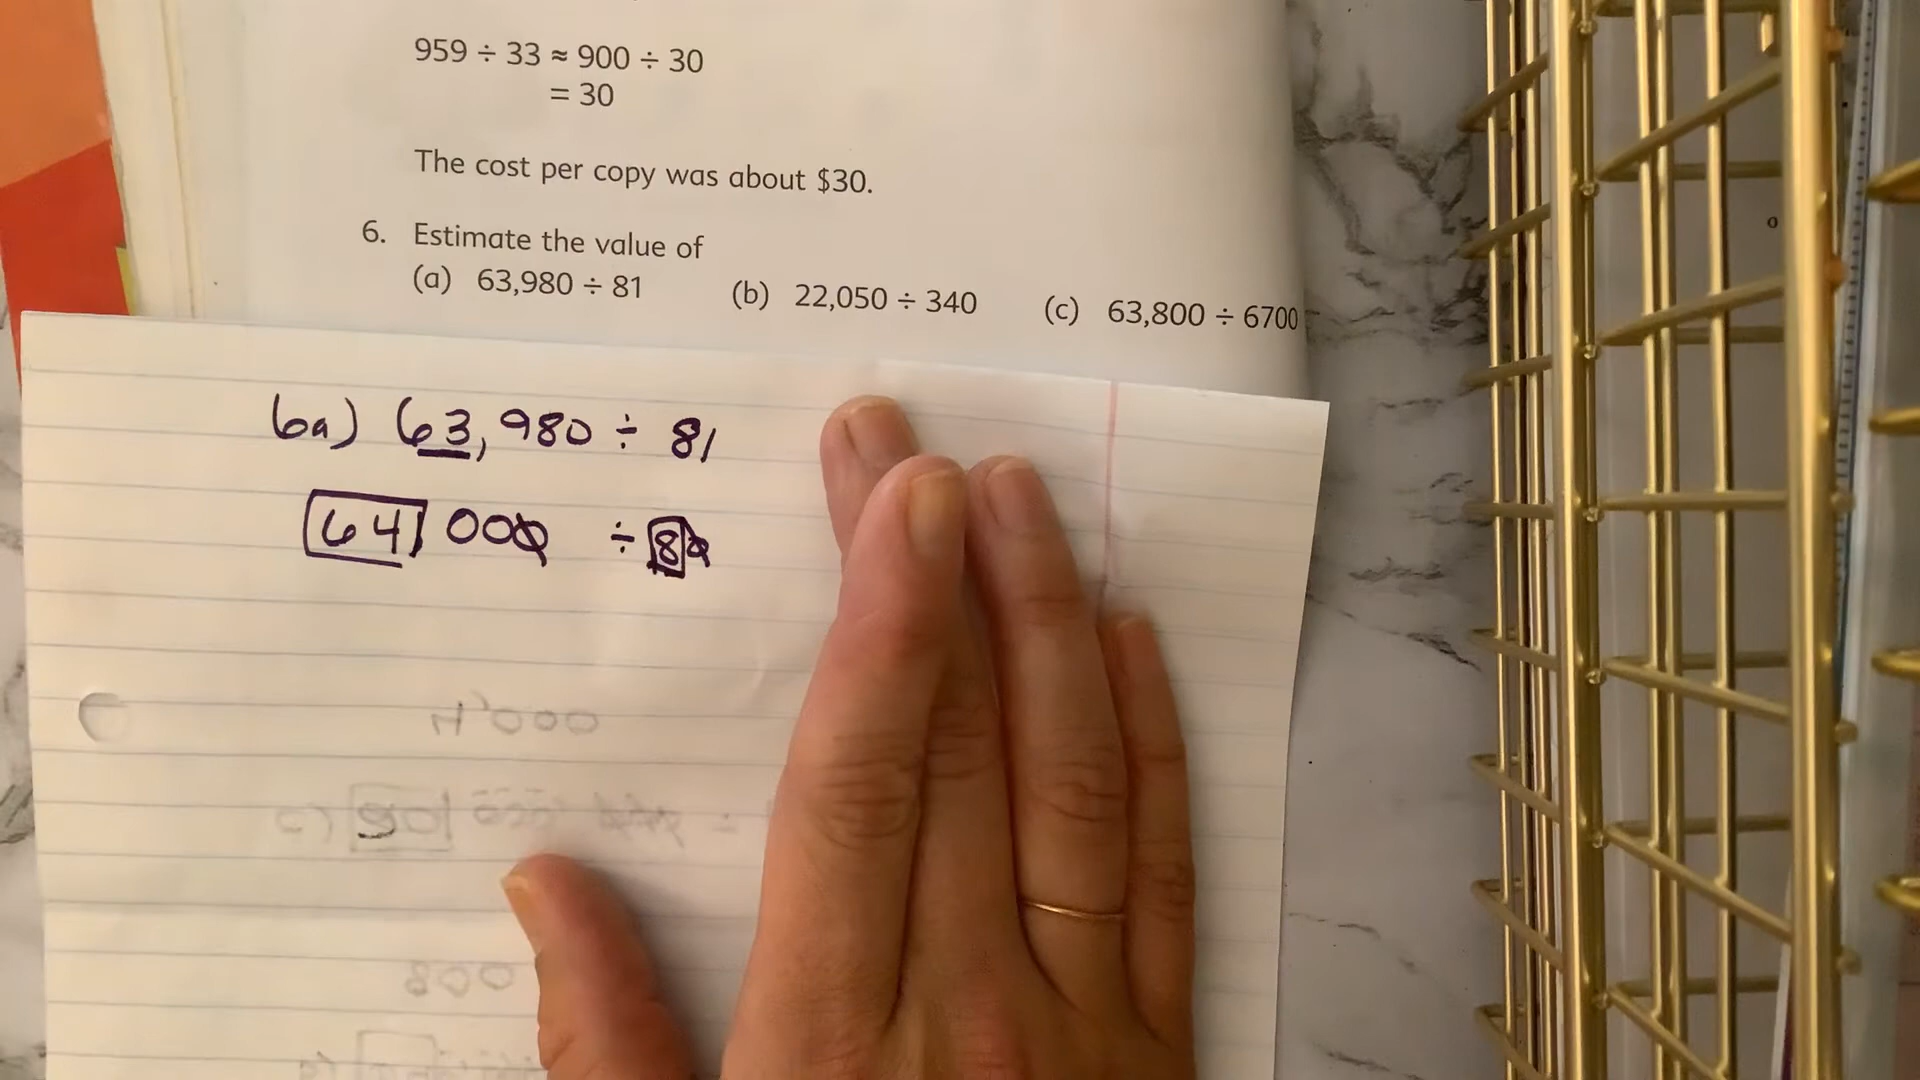 959 ÷ 33 ≈ 900 ÷ 30
= 30
The cost per copy was about $30.
6. Estimate the value of
(a) 63,980 ÷ 81 (b) 22,050 ÷ 340 (c) 63,800 ÷ 6700
6a) 63,980 ÷ 81
64,000 ÷ 80